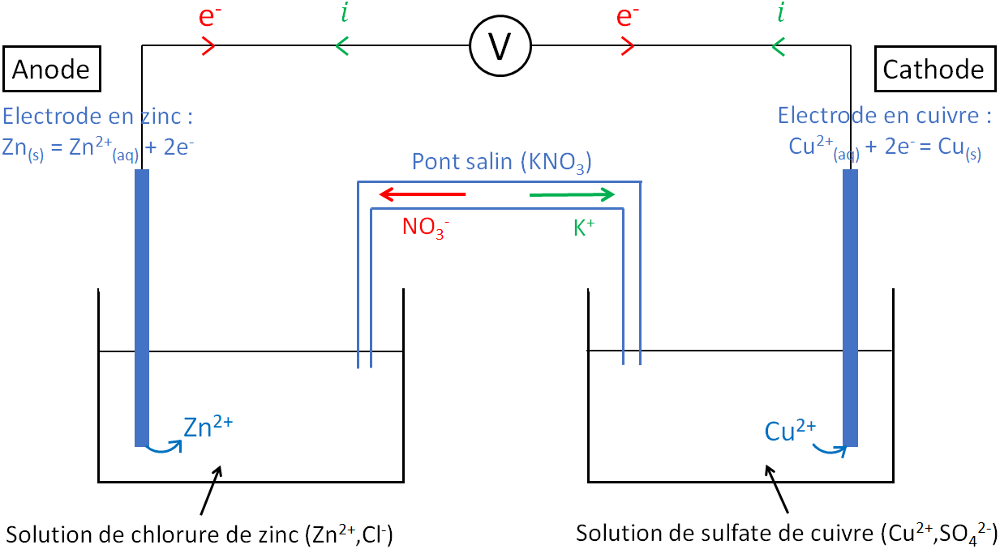 e⁻
i
e⁻
i
V
Anode
Cathode
Electrode en zinc :
Zn₍ₛ₎ = Zn²⁺₍aq₎ + 2e⁻
Electrode en cuivre :
Cu²⁺₍aq₎ + 2e⁻ = Cu₍ₛ₎
Pont salin (KNO₃)
NO₃⁻
K⁺
Zn²⁺
Cu²⁺
Solution de chlorure de zinc (Zn²⁺,Cl⁻)
Solution de sulfate de cuivre (Cu²⁺,SO₄²⁻)